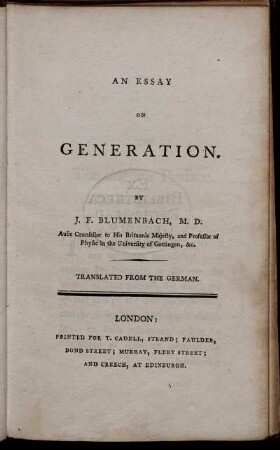 AN ESSAY
ON
GENERATION.
BY
J. F. BLUMENBACH, M. D.
Aulic Counsellor to His Britannic Majesty, and Professor of
Physic in the University of Gottingen, &c.
TRANSLATED FROM THE GERMAN.
LONDON:
PRINTED FOR T. CADELL, STRAND; FAULDER,
BOND STREET; MURRAY, FLEET STREET;
AND CREECH, AT EDINBURGH.